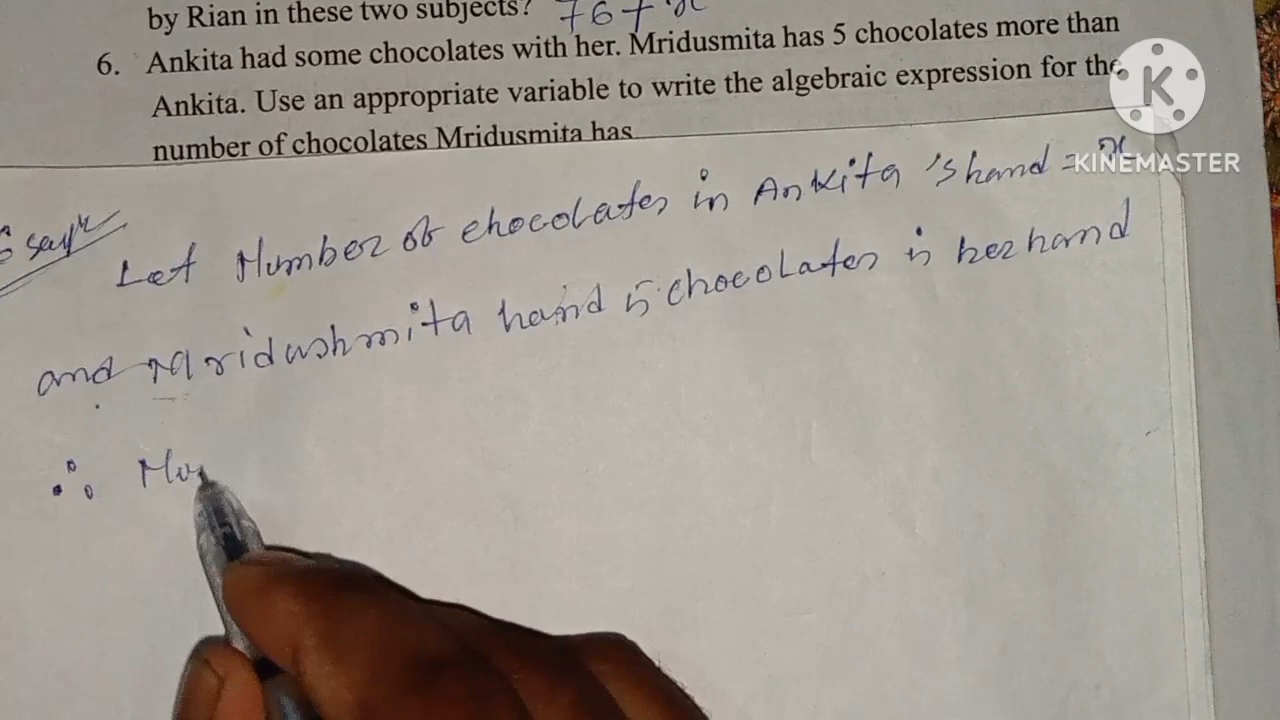 by Rian in these two subjects? 76+x
6. Ankita had some chocolates with her. Mridusmita has 5 chocolates more than
Ankita. Use an appropriate variable to write the algebraic expression for the
number of chocolates Mridusmita has
K
KINEMASTER
Let Number of chocolates in Ankita 's hand = x
and Maridushmita hand 5 chocolates is her hand
∴ Nu